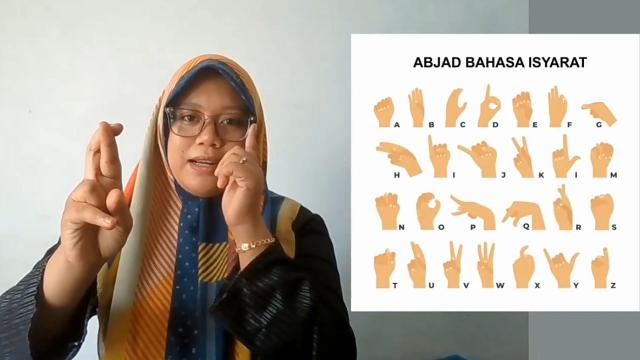 ABJAD BAHASA ISYARAT
A B C D E F G
H I J K L M
N O P Q R S
T U V W X Y Z